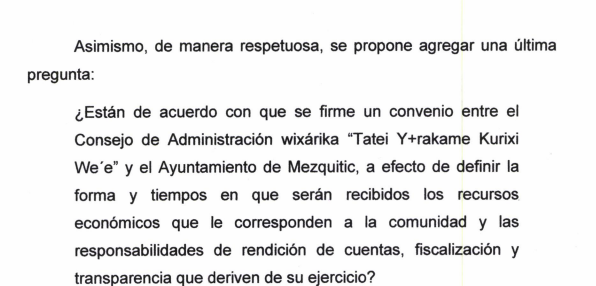 Asimismo, de manera respetuosa, se propone agregar una última
pregunta:
¿Están de acuerdo con que se firme un convenio entre el
Consejo de Administración wixárika “Tatei Y+rakame Kurixi
We´e” y el Ayuntamiento de Mezquitic, a efecto de definir la
forma y tiempos en que serán recibidos los recursos
económicos que le corresponden a la comunidad y las
responsabilidades de rendición de cuentas, fiscalización y
transparencia que deriven de su ejercicio?